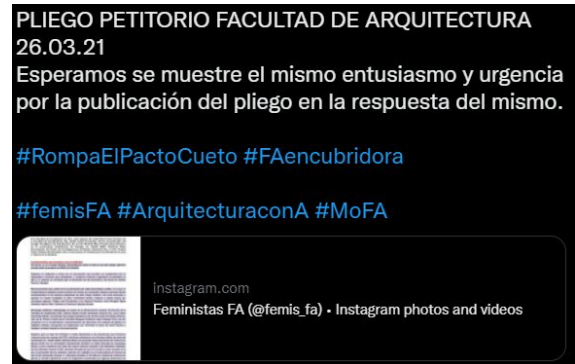 PLIEGO PETITORIO FACULTAD DE ARQUITECTURA
26.03.21
Esperamos se muestre el mismo entusiasmo y urgencia
por la publicación del pliego en la respuesta del mismo.
#RompaElPactoCueto #FAencubridora
#femisFA #ArquitecturaconA #MoFA
instagram.com
Feministas FA (@femis_fa) • Instagram photos and videos